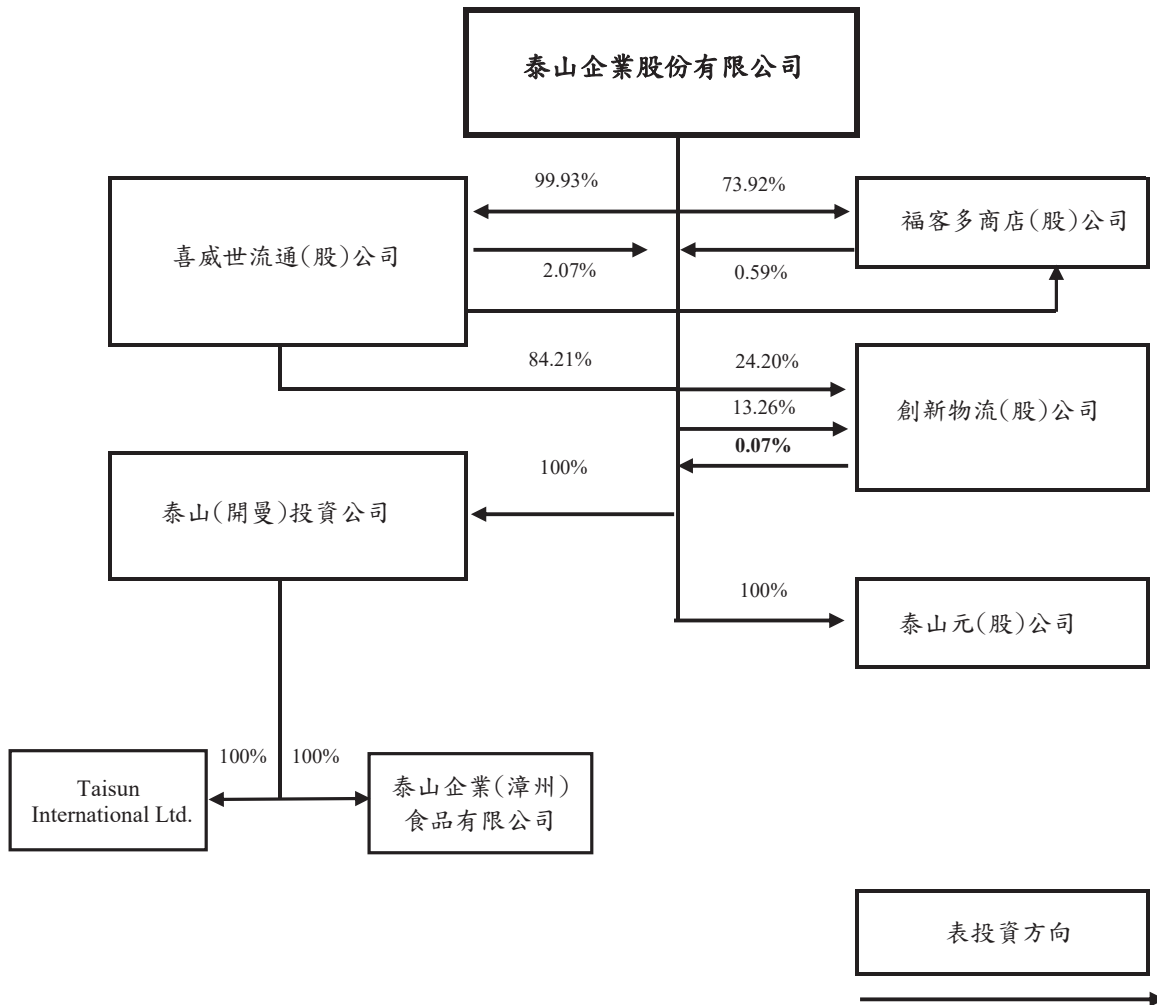 泰山企業股份有限公司
99.93%
73.92%
喜威世流通(股)公司
福客多商店(股)公司
2.07%
0.59%
84.21%
24.20%
13.26%
創新物流(股)公司
0.07%
100%
泰山(開曼)投資公司
100%
泰山元(股)公司
100%
100%
Taisun
International Ltd.
泰山企業(漳州)
食品有限公司
表投資方向